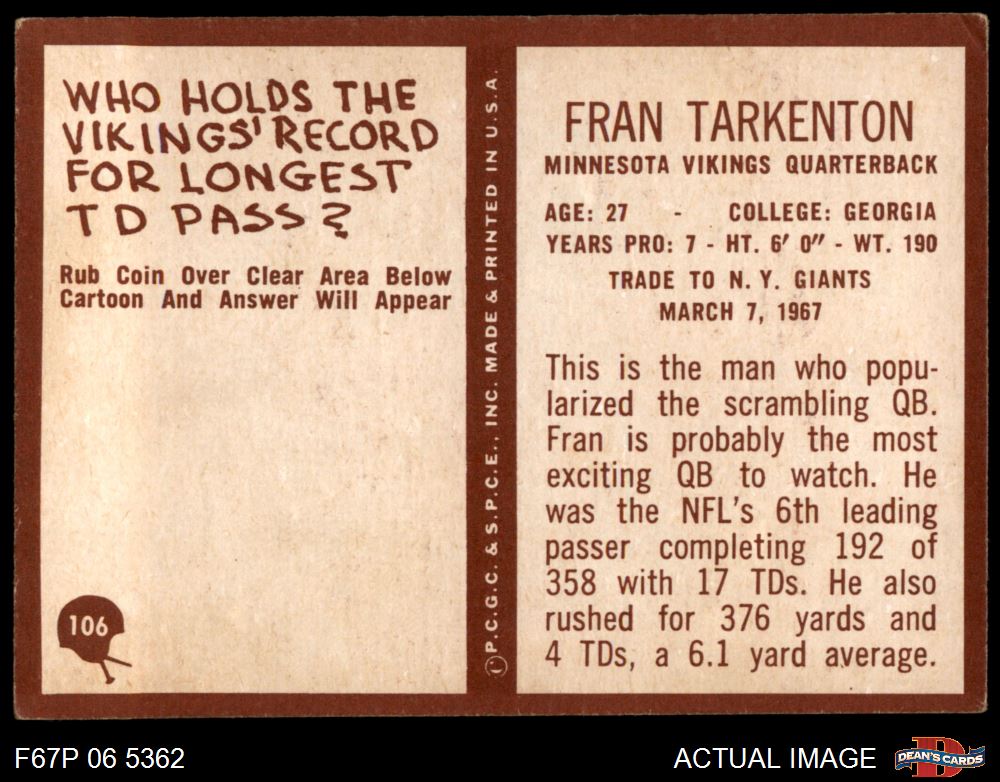 WHO HOLDS THE
VIKINGS' RECORD
FOR LONGEST
TD PASS?
Rub Coin Over Clear Area Below
Cartoon And Answer Will Appear
106
©P.C.G.C. & S.P.C.E., INC. MADE & PRINTED IN U.S.A.
FRAN TARKENTON
MINNESOTA VIKINGS QUARTERBACK
AGE: 27 - COLLEGE: GEORGIA
YEARS PRO: 7 - HT. 6' 0" - WT. 190
TRADE TO N.Y. GIANTS
MARCH 7, 1967
This is the man who popu-
larized the scrambling QB.
Fran is probably the most
exciting QB to watch. He
was the NFL's 6th leading
passer completing 192 of
358 with 17 TDs. He also
rushed for 376 yards and
4 TDs, a 6.1 yard average.
F67P 06 5362
ACTUAL IMAGE
D
DEAN'S CARDS